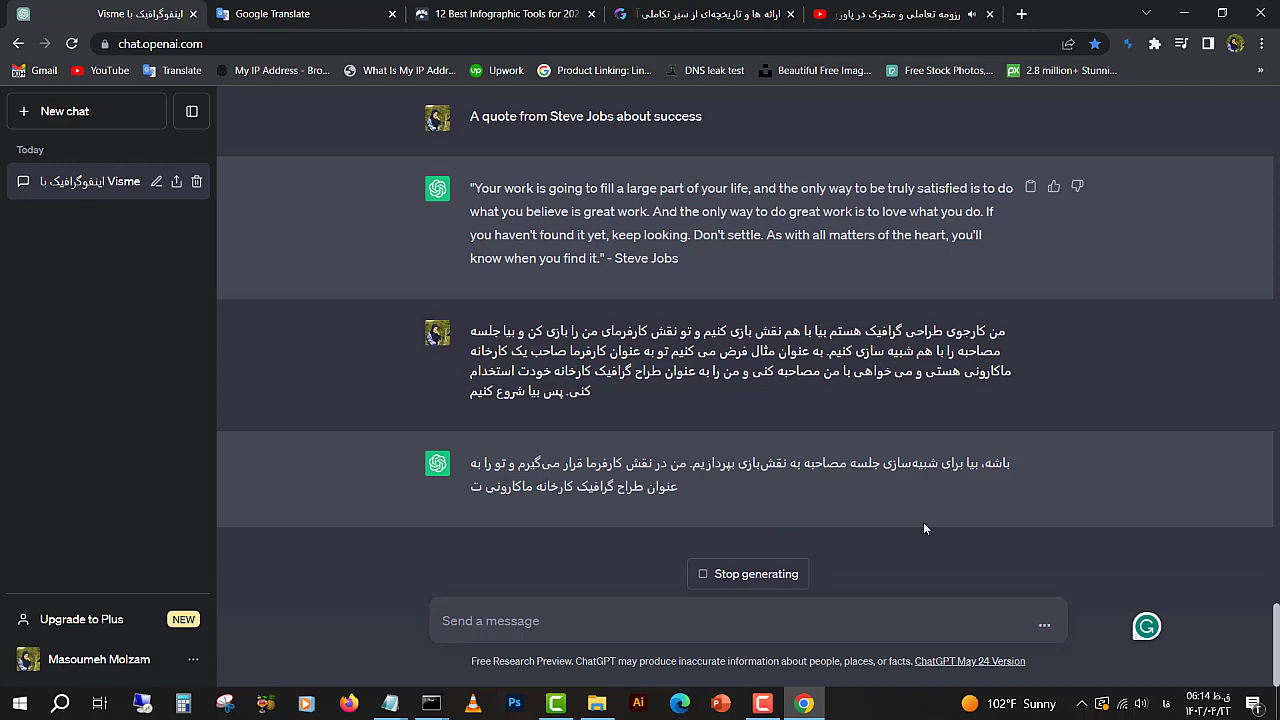 اینفوگرافیک با Visme
Google Translate
12 Best Infographic Tools for 202
ارائه ها و تاریخچه‌ای از سیر تکاملی آ
رزومه تعاملی و متحرک در پاورپ
chat.openai.com
Gmail
YouTube
Translate
My IP Address - Bro...
What Is My IP Addr...
Upwork
Product Linking: Lin...
DNS leak test
Beautiful Free Imag...
Free Stock Photos,...
2.8 million+ Stunni...
New chat
Today
اینفوگرافیک با Visme
A quote from Steve Jobs about success
"Your work is going to fill a large part of your life, and the only way to be truly satisfied is to do
what you believe is great work. And the only way to do great work is to love what you do. If
you haven't found it yet, keep looking. Don't settle. As with all matters of the heart, you'll
know when you find it." - Steve Jobs
من کارجوی طراحی گرافیک هستم بیا با هم نقش بازی کنیم و تو نقش کارفرمای من را بازی کن و بیا جلسه
مصاحبه را با هم شبیه سازی کنیم. به عنوان مثال فرض می کنیم تو به عنوان کارفرما صاحب یک کارخانه
ماکارونی هستی و می خواهی با من مصاحبه کنی و من را به عنوان طراح گرافیک کارخانه خودت استخدام
کنی. پس بیا شروع کنیم
باشه، بیا برای شبیه‌سازی جلسه مصاحبه به نقش‌بازی بپردازیم. من در نقش کارفرما قرار می‌گیرم و تو را به
عنوان طراح گرافیک کارخانه ماکارونی ت
Stop generating
Send a message
Free Research Preview. ChatGPT may produce inaccurate information about people, places, or facts. ChatGPT May 24 Version
Upgrade to Plus
NEW
Masoumeh Molzam
Ps
Ai
102°F Sunny
فا
06:14 ق.ظ
۱۴۰۲/۰۳/۲۳